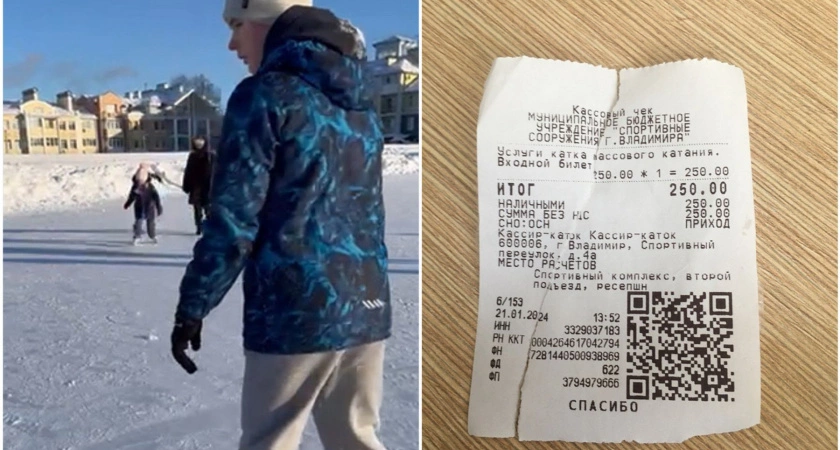 Кассовый чек
МУНИЦИПАЛЬНОЕ БЮДЖЕТНОЕ
УЧРЕЖДЕНИЕ "СПОРТИВНЫЕ
СООРУЖЕНИЯ Г.ВЛАДИМИРА"
Услуги катка массового катания.
Входной билет
250.00 * 1 = 250.00
ИТОГ 250.00
НАЛИЧНЫМИ 250.00
СУММА БЕЗ НДС 250.00
СНО:ОСН ПРИХОД
Кассир-каток Кассир-каток
600006, г Владимир, Спортивный
переулок, д.4а
МЕСТО РАСЧЕТОВ
Спортивный комплекс, второй
подъезд, ресепшн
6/153
21.01.2024 13:52
ИНН 3329037183
РН ККТ 0004264617042794
ФН 7281440500938969
ФД 622
ФП 3794979666
СПАСИБО